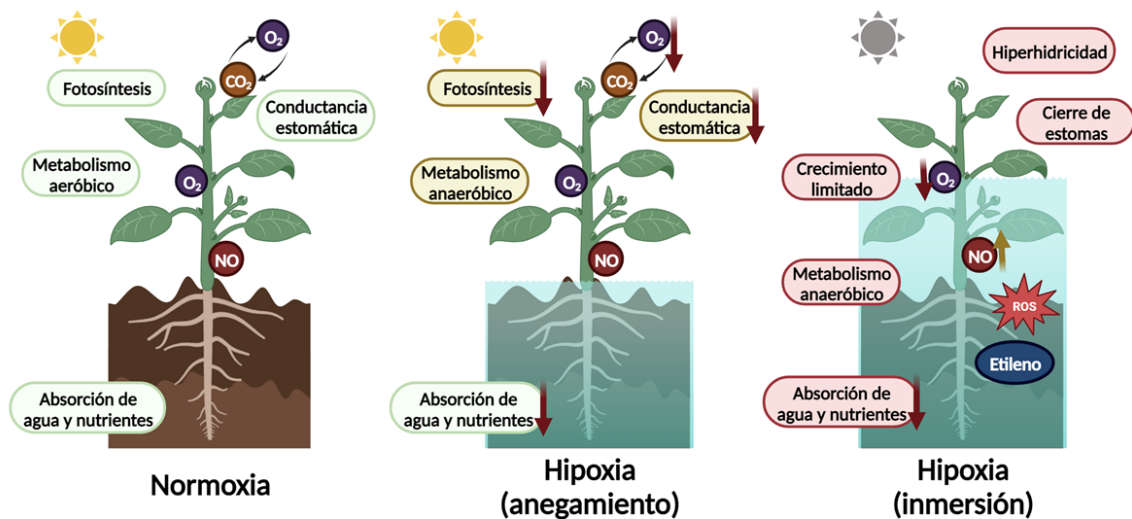 O₂
CO₂
Fotosíntesis
Conductancia
estomática
Metabolismo
aeróbico
O₂
NO
Absorción de
agua y nutrientes
Normoxia
O₂
CO₂
Fotosíntesis
Conductancia
estomática
Metabolismo
anaeróbico
O₂
NO
Absorción de
agua y nutrientes
Hipoxia
(anegamiento)
Hiperhidricidad
Cierre de
estomas
Crecimiento
limitado
O₂
NO
Metabolismo
anaeróbico
ROS
Etileno
Absorción de
agua y nutrientes
Hipoxia
(inmersión)